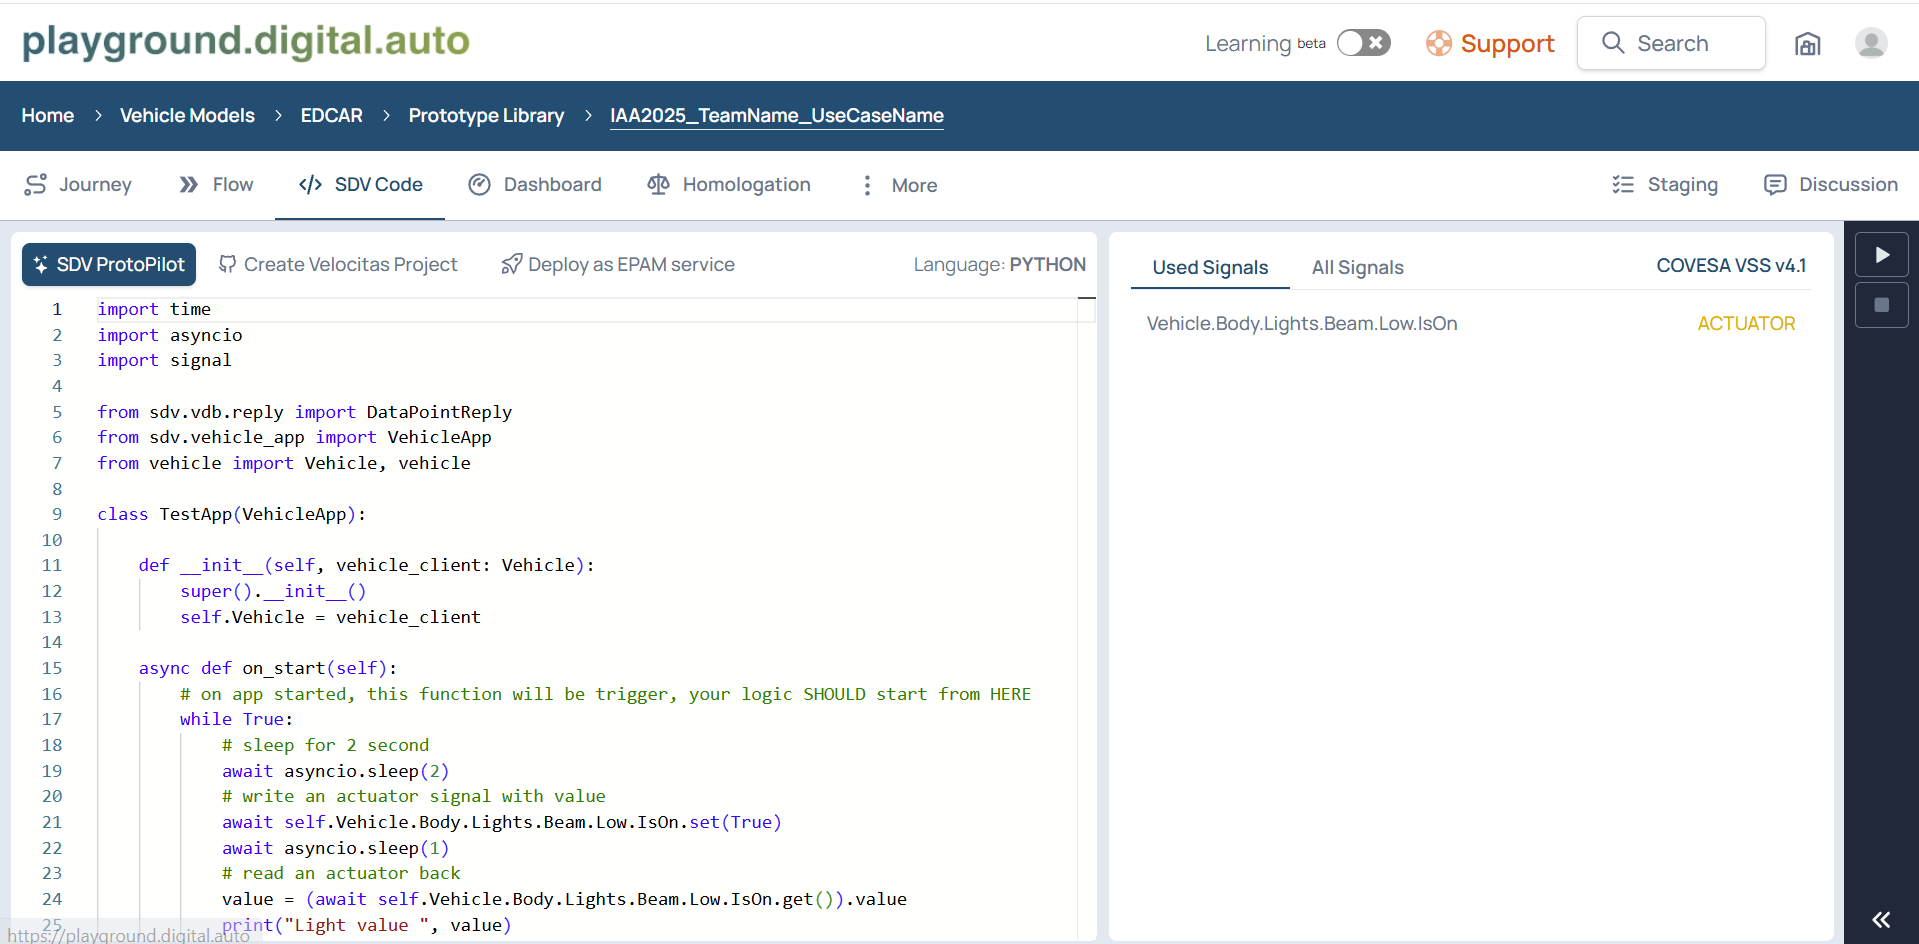 playground.digital.auto
Learning beta
Support
Search
Home > Vehicle Models > EDCAR > Prototype Library > IAA2025_TeamName_UseCaseName
Journey
Flow
</> SDV Code
Dashboard
Homologation
More
Staging
Discussion
SDV ProtoPilot
Create Velocitas Project
Deploy as EPAM service
Language: PYTHON
1 import time
2 import asyncio
3 import signal
4
5 from sdv.vdb.reply import DataPointReply
6 from sdv.vehicle_app import VehicleApp
7 from vehicle import Vehicle, vehicle
8
9 class TestApp(VehicleApp):
10
11 def __init__(self, vehicle_client: Vehicle):
12 super().__init__()
13 self.Vehicle = vehicle_client
14
15 async def on_start(self):
16 # on app started, this function will be trigger, your logic SHOULD start from HERE
17 while True:
18 # sleep for 2 second
19 await asyncio.sleep(2)
20 # write an actuator signal with value
21 await self.Vehicle.Body.Lights.Beam.Low.IsOn.set(True)
22 await asyncio.sleep(1)
23 # read an actuator back
24 value = (await self.Vehicle.Body.Lights.Beam.Low.IsOn.get()).value
25 print("Light value ", value)
https://playground.digital.auto
Used Signals
All Signals
COVESA VSS v4.1
Vehicle.Body.Lights.Beam.Low.IsOn
ACTUATOR